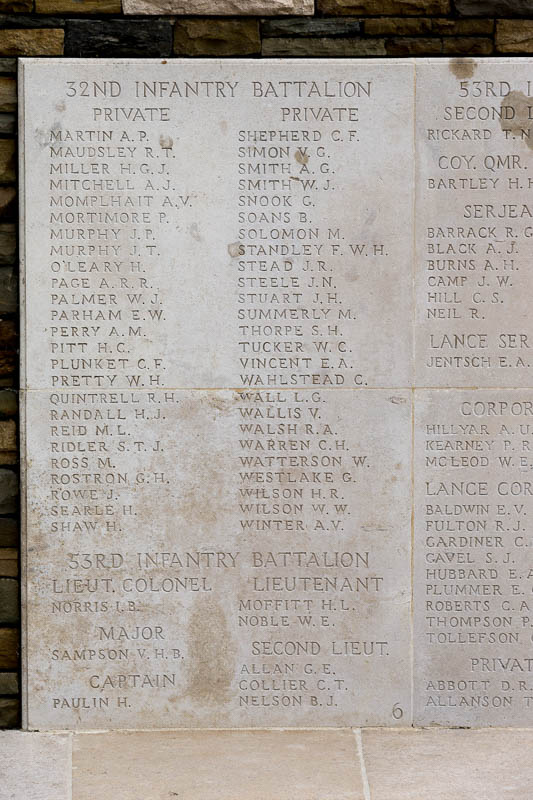 32ND INFANTRY BATTALION
PRIVATE
MARTIN A. P.
MAUDSLEY R. T.
MILLER H. G. J.
MITCHELL A. J.
MOMPLHAIT A. V.
MORTIMORE P.
MURPHY J. P.
MURPHY J. T.
O'LEARY H.
PAGE A. R. R.
PALMER W. J.
PARHAM E. W.
PERRY A. M.
PITT H. C.
PLUNKET C. F.
PRETTY W. H.
QUINTRELL R. H.
RANDALL H. J.
REID M. L.
RIDLER S. T. J.
ROSS M.
ROSTRON G. H.
ROWE J.
SEARLE H.
SHAW H.
PRIVATE
SHEPHERD C. F.
SIMON V. G.
SMITH A. G.
SMITH W. J.
SNOOK G.
SOANS B.
SOLOMON M.
STANDLEY F. W. H.
STEAD J. R.
STEELE J. N.
STUART J. H.
SUMMERLY M.
THORPE S. H.
TUCKER W. C.
VINCENT E. A.
WAHLSTEAD C.
WALL L. G.
WALLIS V.
WALSH R. A.
WARREN C. H.
WATTERSON W.
WESTLAKE G.
WILSON H. R.
WILSON W. W.
WINTER A. V.
53RD INFANTRY BATTALION
LIEUT. COLONEL
NORRIS I. B.
MAJOR
SAMPSON V. H. B.
CAPTAIN
PAULIN H.
LIEUTENANT
MOFFITT H. L.
NOBLE W. E.
SECOND LIEUT.
ALLAN G. E.
COLLIER C. T.
NELSON B. J.
6
53RD I
SECOND L
RICKARD T. N
COY. QMR.
BARTLEY H. H
SERJEA
BARRACK R. G
BLACK A. J.
BURNS A. H.
CAMP J. W.
HILL C. S.
NEIL R.
LANCE SER
JENTSCH E. A.
CORPOR
HILLYAR A. U.
KEARNEY P. R
MCLEOD W. E.
LANCE COR
BALDWIN E. V.
FULTON R. J.
GARDINER C.
GAVEL S. J.
HUBBARD E. A
PLUMMER E.
ROBERTS C. A
THOMPSON P.
TOLLEFSON
PRIVAT
ABBOTT D. R.
ALLANSON T